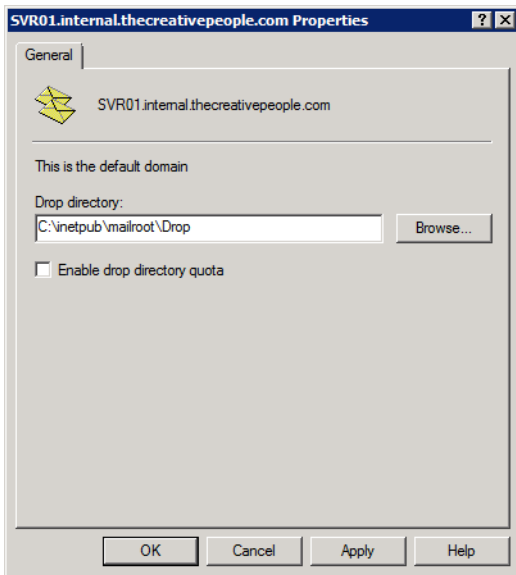 SVR01.internal.thecreativepeople.com Properties
General
SVR01.internal.thecreativepeople.com
This is the default domain
Drop directory:
C:\inetpub\mailroot\Drop
Browse...
Enable drop directory quota
OK
Cancel
Apply
Help